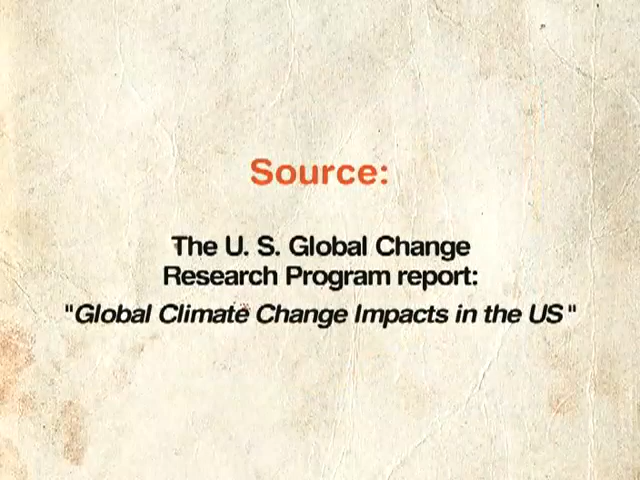 Source:
The U. S. Global Change
Research Program report:
"Global Climate Change Impacts in the US"